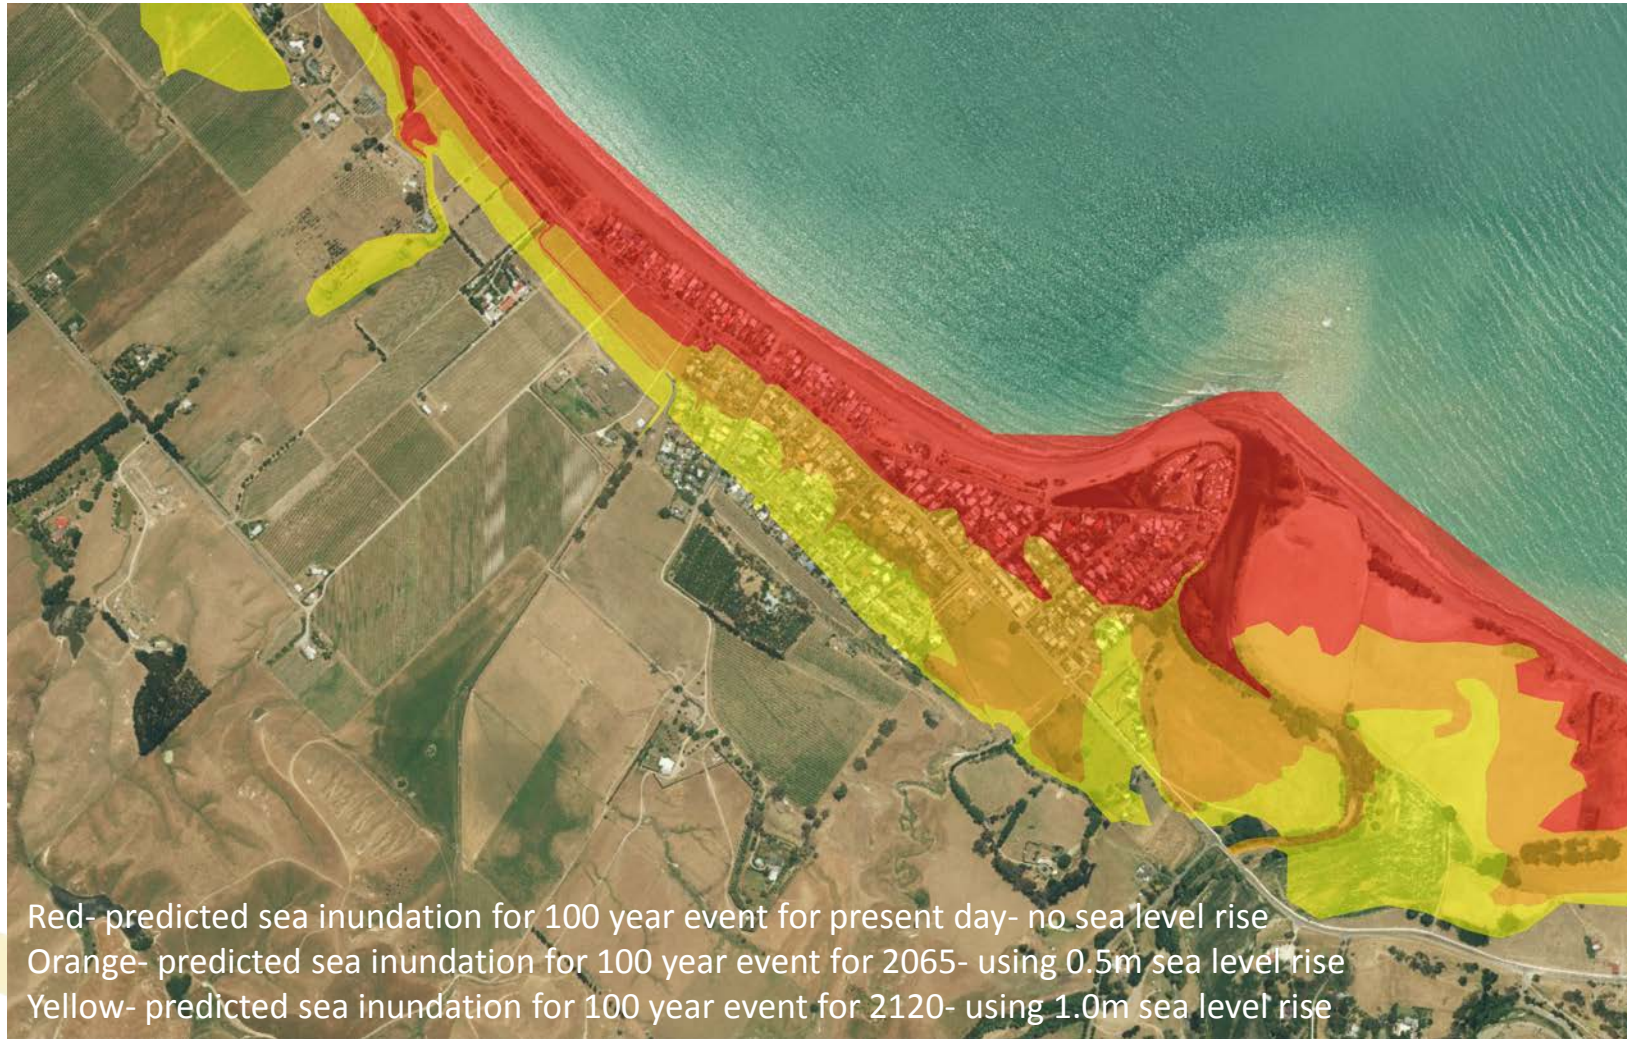 Red- predicted sea inundation for 100 year event for present day- no sea level rise
Orange- predicted sea inundation for 100 year event for 2065- using 0.5m sea level rise
Yellow- predicted sea inundation for 100 year event for 2120- using 1.0m sea level rise